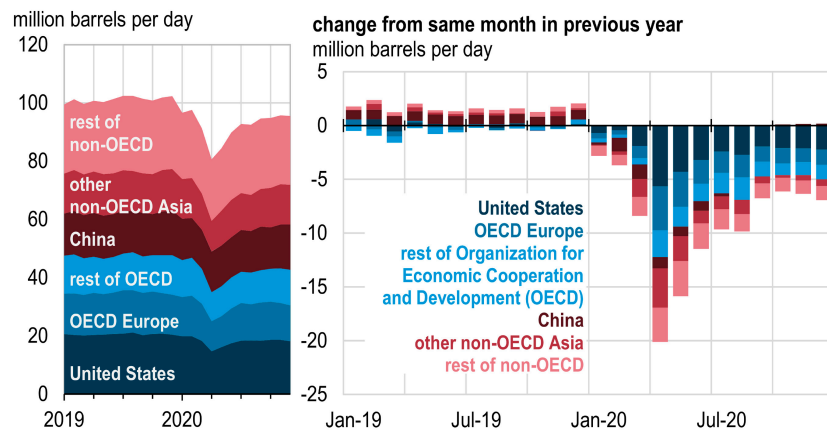 million barrels per day
120
100
80
60
40
20
0
2019
2020
rest of
non-OECD
other
non-OECD Asia
China
rest of OECD
OECD Europe
United States
change from same month in previous year
million barrels per day
5
0
-5
-10
-15
-20
-25
United States
OECD Europe
rest of Organization for
Economic Cooperation
and Development (OECD)
China
other non-OECD Asia
rest of non-OECD
Jan-19
Jul-19
Jan-20
Jul-20